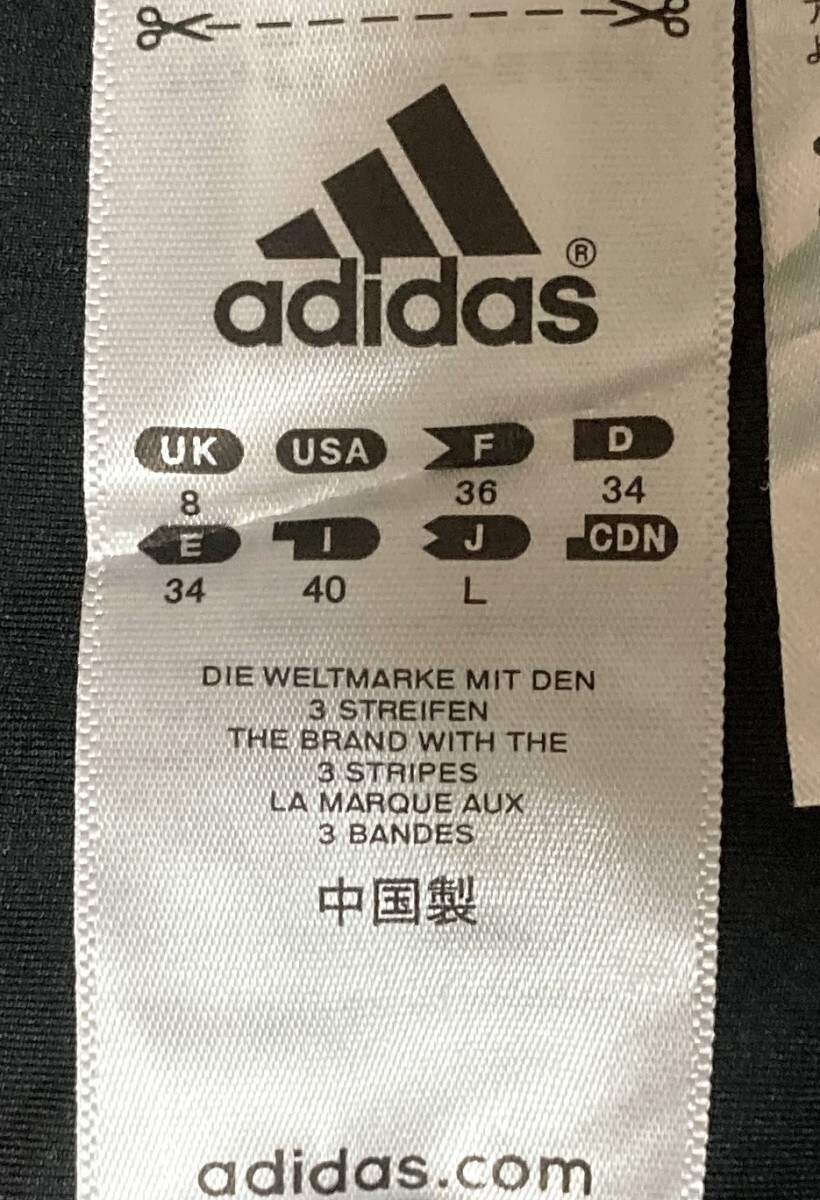 adidas®
UK USA F D
8 36 34
E I J CDN
34 40 L
DIE WELTMARKE MIT DEN
3 STREIFEN
THE BRAND WITH THE
3 STRIPES
LA MARQUE AUX
3 BANDES
中国製
adidas.com